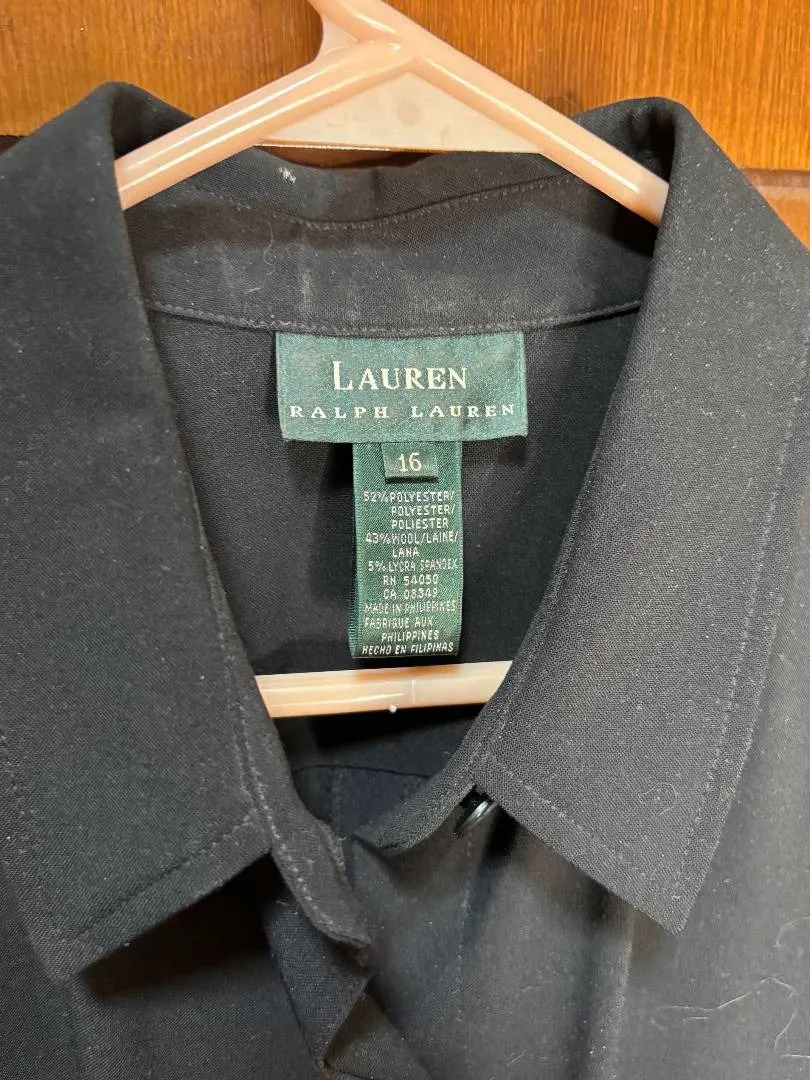 LAUREN
RALPH LAUREN
16
52%POLYESTER/
POLYESTER/
POLIESTER
43%WOOL/LAINE/
LANA
5%LYCRA SPANDEX
RN 54050
CA 08349
MADE IN PHILIPPINES
FABRIQUE AUX
PHILIPPINES
HECHO EN FILIPINAS